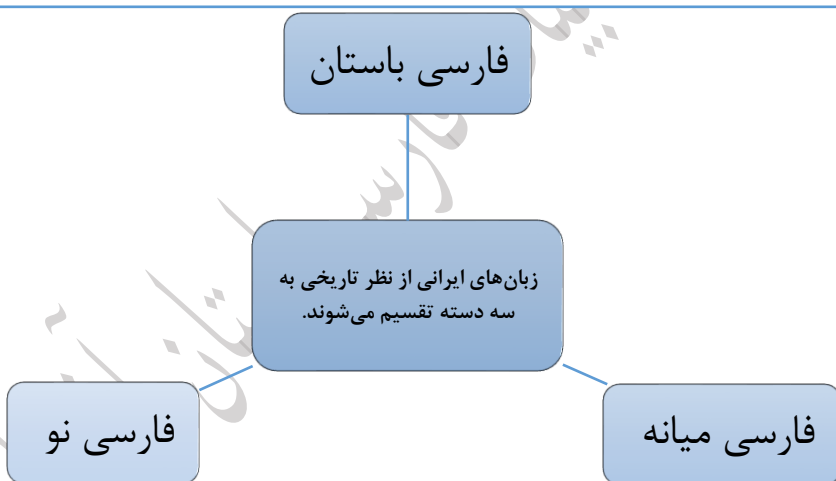 فارسی باستان
زبان‌های ایرانی از نظر تاریخی به
سه دسته تقسیم می‌شوند.
فارسی میانه
فارسی نو